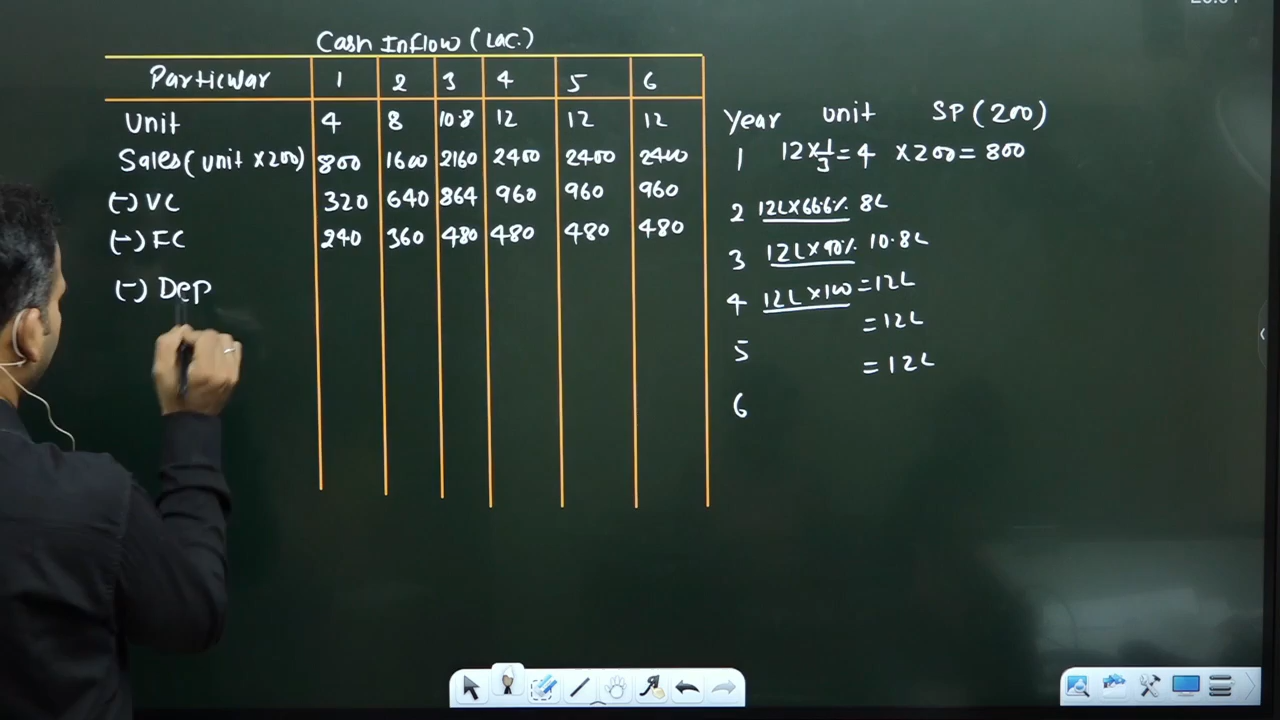 Cash Inflow (Lac.)
Particular 1 2 3 4 5 6
Unit 4 8 10.8 12 12 12
Sales (unit x200) 800 1600 2160 2400 2400 2400
(-) VC 320 640 864 960 960 960
(-) FC 240 360 480 480 480 480
(-) Dep
Year unit SP (200)
1 12 x 1/3 = 4 x 200 = 800
2 12L x 66.6% 8L
3 12L x 90% 10.8L
4 12L x 100 = 12L
5 = 12L
6 = 12L